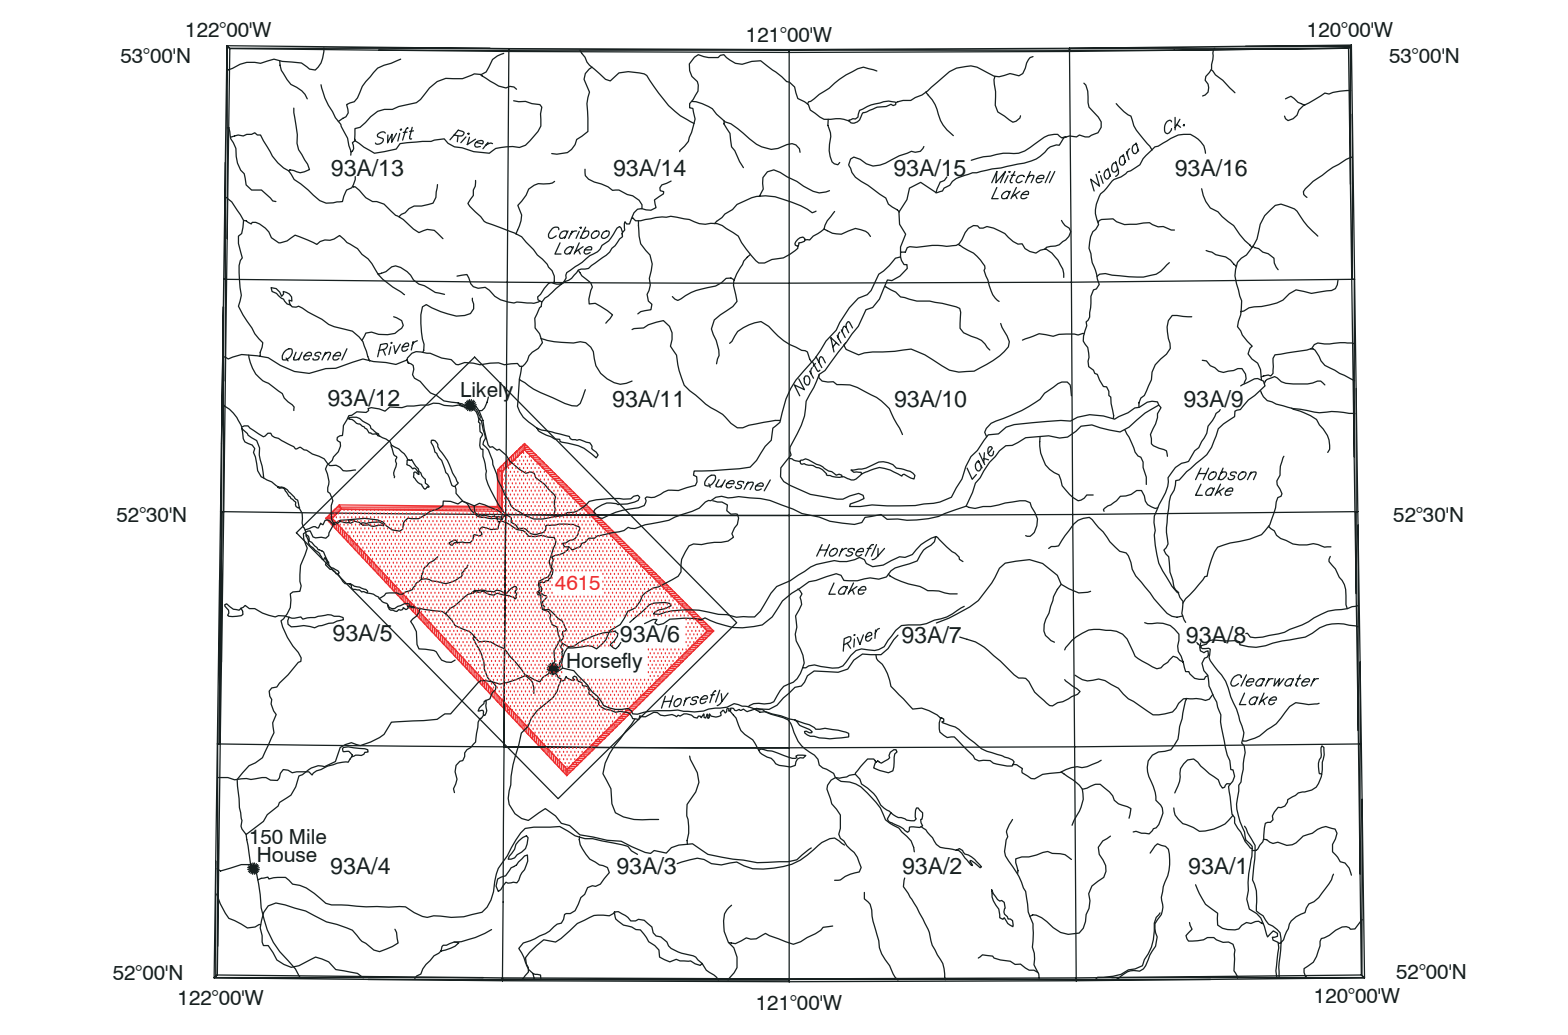 122°00'W
121°00'W
120°00'W
53°00'N
53°00'N
Swift River
Niagara Ck.
93A/13
93A/14
93A/15
93A/16
Mitchell
Lake
Cariboo
Lake
Quesnel River
North Arm
Likely
93A/12
93A/11
93A/10
93A/9
Quesnel Lake
Hobson
Lake
52°30'N
52°30'N
Horsefly
Lake
4615
93A/5
93A/6
93A/7
93A/8
Horsefly
Horsefly River
Clearwater
Lake
150 Mile
House
93A/4
93A/3
93A/2
93A/1
52°00'N
52°00'N
122°00'W
121°00'W
120°00'W